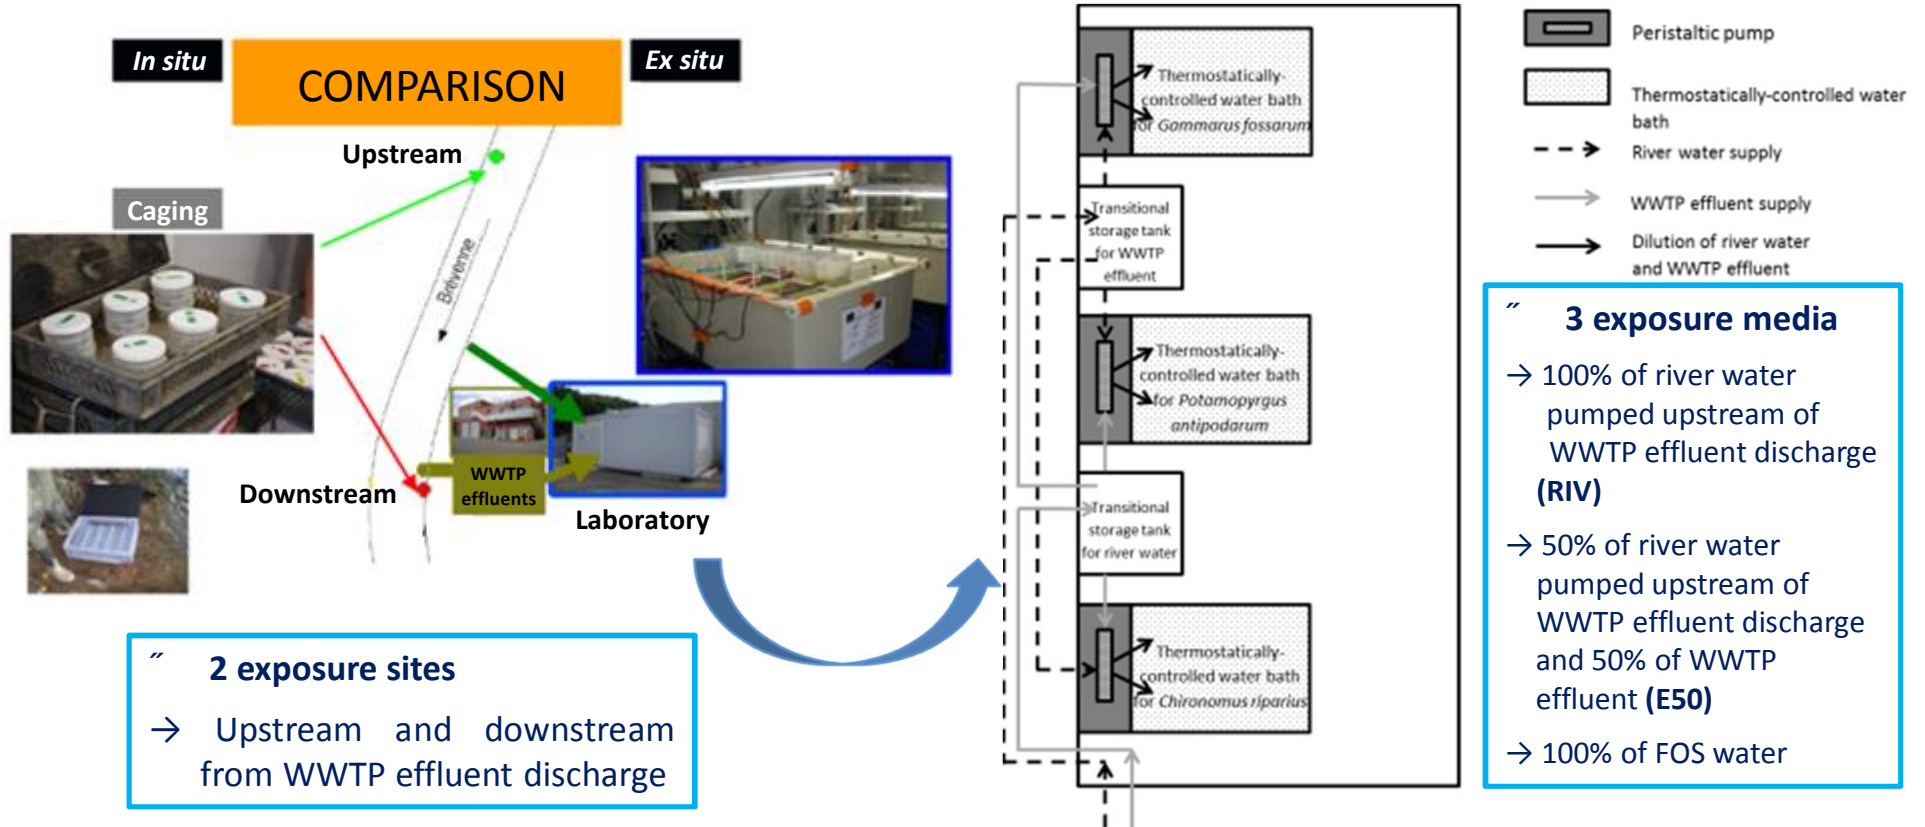 In situ
COMPARISON
Ex situ
Upstream
Caging
Brévenne
Downstream
WWTP
effluents
Laboratory
˝ 2 exposure sites
→ Upstream and downstream
from WWTP effluent discharge
Thermostatically-
controlled water bath
for Gammarus fossarum
Transitional
storage tank
for WWTP
effluent
Thermostatically-
controlled water bath
for Potamopyrgus
antipodarum
Transitional
storage tank
for river water
Thermostatically-
controlled water bath
for Chironomus riparius
Peristaltic pump
Thermostatically-controlled water
bath
River water supply
WWTP effluent supply
Dilution of river water
and WWTP effluent
˝ 3 exposure media
→ 100% of river water
pumped upstream of
WWTP effluent discharge
(RIV)
→ 50% of river water
pumped upstream of
WWTP effluent discharge
and 50% of WWTP
effluent (E50)
→ 100% of FOS water